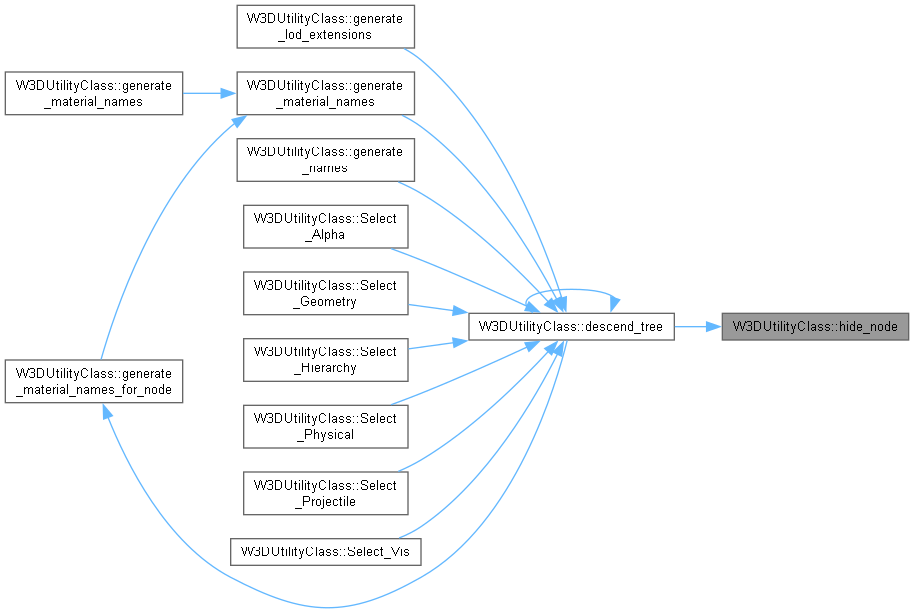 W3DUtilityClass::generate
_lod_extensions
W3DUtilityClass::generate
_material_names
W3DUtilityClass::generate
_material_names
W3DUtilityClass::generate
_names
W3DUtilityClass::Select
_Alpha
W3DUtilityClass::Select
_Geometry
W3DUtilityClass::descend_tree
W3DUtilityClass::hide_node
W3DUtilityClass::Select
_Hierarchy
W3DUtilityClass::generate
_material_names_for_node
W3DUtilityClass::Select
_Physical
W3DUtilityClass::Select
_Projectile
W3DUtilityClass::Select_Vis